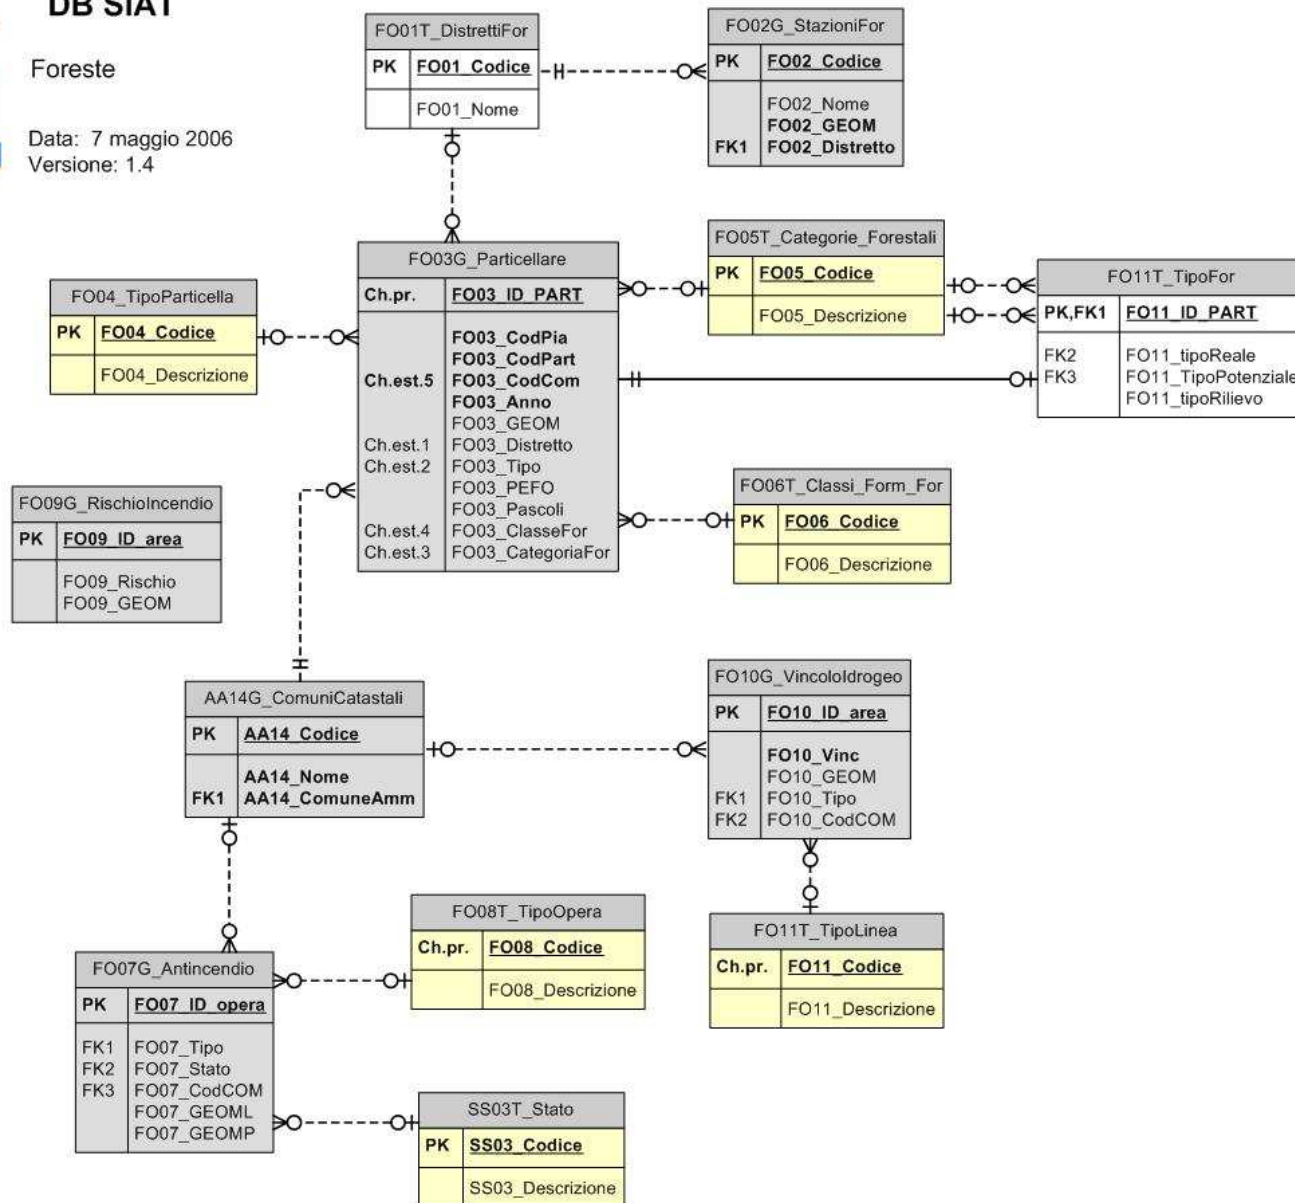 DB SIAT
Foreste
Data: 7 maggio 2006
Versione: 1.4
FO01T_DistrettiFor
PK FO01_Codice
FO01_Nome
FO02G_StazioniFor
PK FO02_Codice
FO02_Nome
FO02_GEOM
FK1 FO02_Distretto
FO03G_Particellare
Ch.pr. FO03_ID_PART
FO03_CodPia
FO03_CodPart
Ch.est.5 FO03_CodCom
FO03_Anno
FO03_GEOM
Ch.est.1 FO03_Distretto
Ch.est.2 FO03_Tipo
FO03_PEFO
FO03_Pascoli
Ch.est.4 FO03_ClasseFor
Ch.est.3 FO03_CategoriaFor
FO04_TipoParticella
PK FO04_Codice
FO04_Descrizione
FO05T_Categorie_Forestali
PK FO05_Codice
FO05_Descrizione
FO11T_TipoFor
PK,FK1 FO11_ID_PART
FK2 FO11_tipoReale
FK3 FO11_TipoPotenziale
FO11_tipoRilievo
FO06T_Classi_Form_For
PK FO06_Codice
FO06_Descrizione
FO09G_RischioIncendio
PK FO09_ID_area
FO09_Rischio
FO09_GEOM
AA14G_ComuniCatastali
PK AA14_Codice
AA14_Nome
FK1 AA14_ComuneAmm
FO10G_VincoloIdrogeo
PK FO10_ID_area
FO10_Vinc
FO10_GEOM
FK1 FO10_Tipo
FK2 FO10_CodCOM
FO08T_TipoOpera
Ch.pr. FO08_Codice
FO08_Descrizione
FO11T_TipoLinea
Ch.pr. FO11_Codice
FO11_Descrizione
FO07G_Antincendio
PK FO07_ID_opera
FK1 FO07_Tipo
FK2 FO07_Stato
FK3 FO07_CodCOM
FO07_GEOML
FO07_GEOMP
SS03T_Stato
PK SS03_Codice
SS03_Descrizione